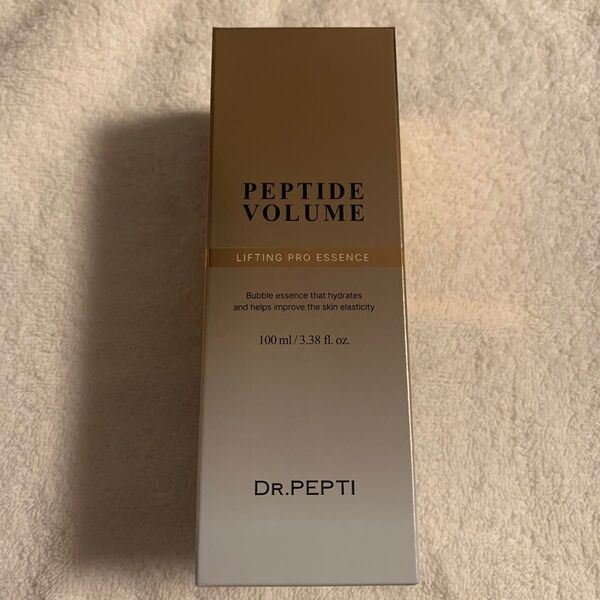 PEPTIDE
VOLUME
LIFTING PRO ESSENCE
Bubble essence that hydrates
and helps improve the skin elasticity
100 ml / 3.38 fl. oz.
DR.PEPTI